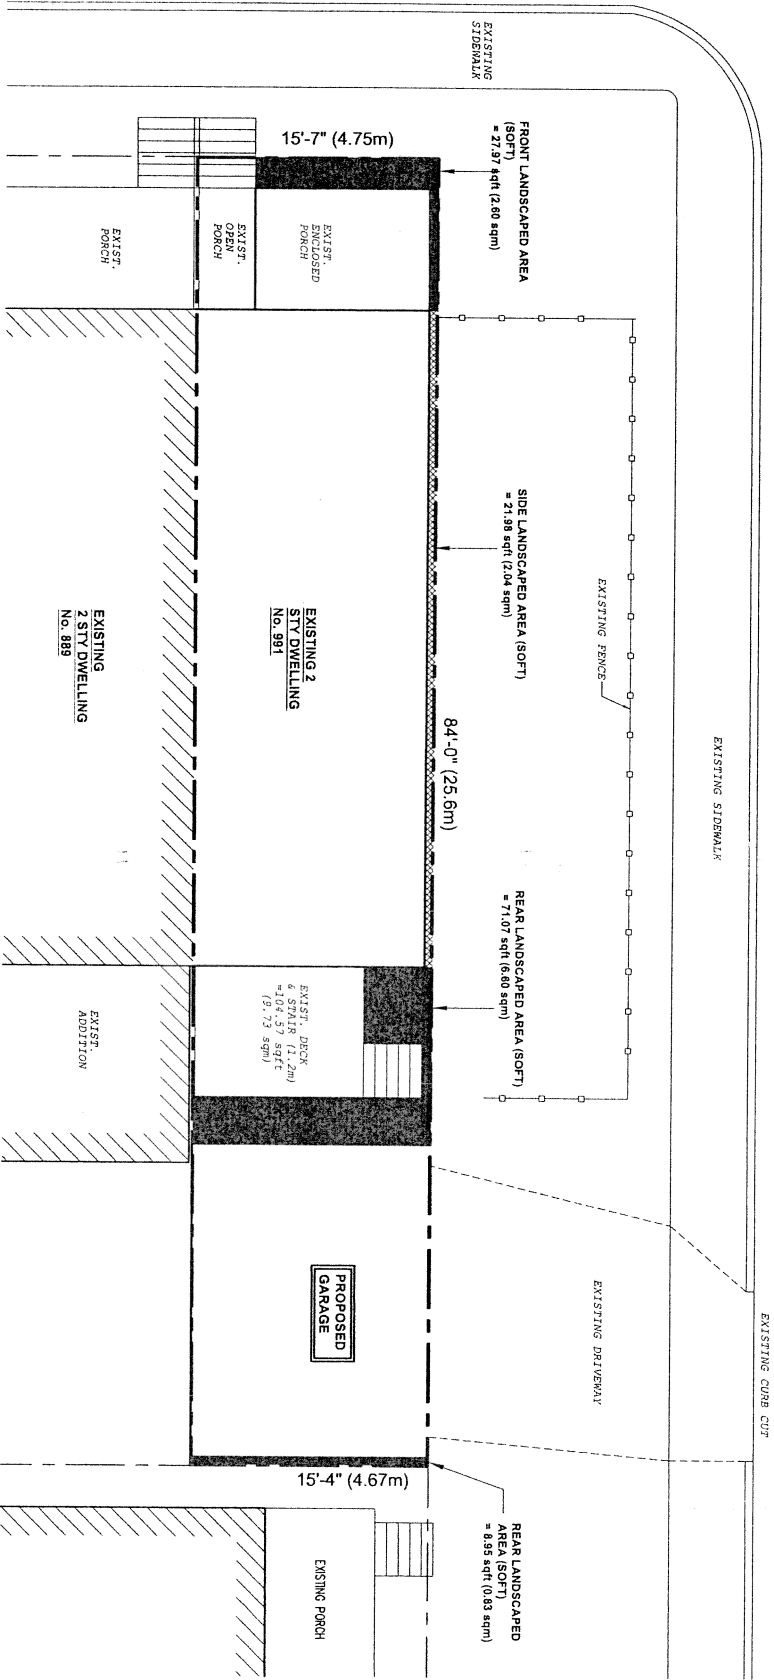 EXISTING
SIDEWALK
15'-7" (4.75m)
FRONT LANDSCAPED AREA
(SOFT)
= 27.97 sqft (2.60 sqm)
EXIST.
PORCH
EXIST.
OPEN
PORCH
EXIST.
ENCLOSED
PORCH
SIDE LANDSCAPED AREA (SOFT)
= 21.98 sqft (2.04 sqm)
EXISTING FENCE
EXISTING
2 STY DWELLING
No. 889
EXISTING 2
STY DWELLING
No. 991
84'-0" (25.6m)
EXISTING SIDEWALK
REAR LANDSCAPED AREA (SOFT)
= 71.07 sqft (6.60 sqm)
EXIST.
ADDITION
EXIST. DECK
& STAIR (1.2m)
=104.57 sqft
(9.73 sqm)
PROPOSED
GARAGE
EXISTING DRIVEWAY
EXISTING CURB CUT
15'-4" (4.67m)
REAR LANDSCAPED
AREA (SOFT)
= 8.95 sqft (0.83 sqm)
EXISTING PORCH